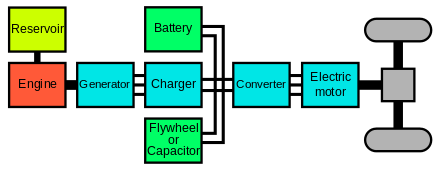 Reservoir
Battery
Engine
Generator
Charger
Converter
Electric
motor
Flywheel
or
Capacitor